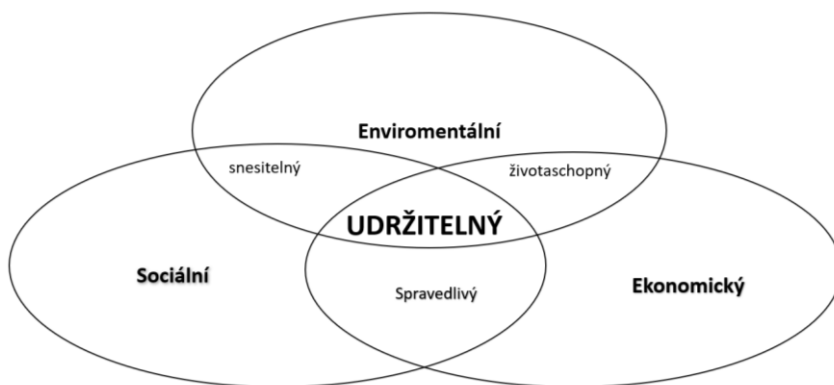 Enviromentální
snesitelný
životaschopný
UDRŽITELNÝ
Sociální
Spravedlivý
Ekonomický